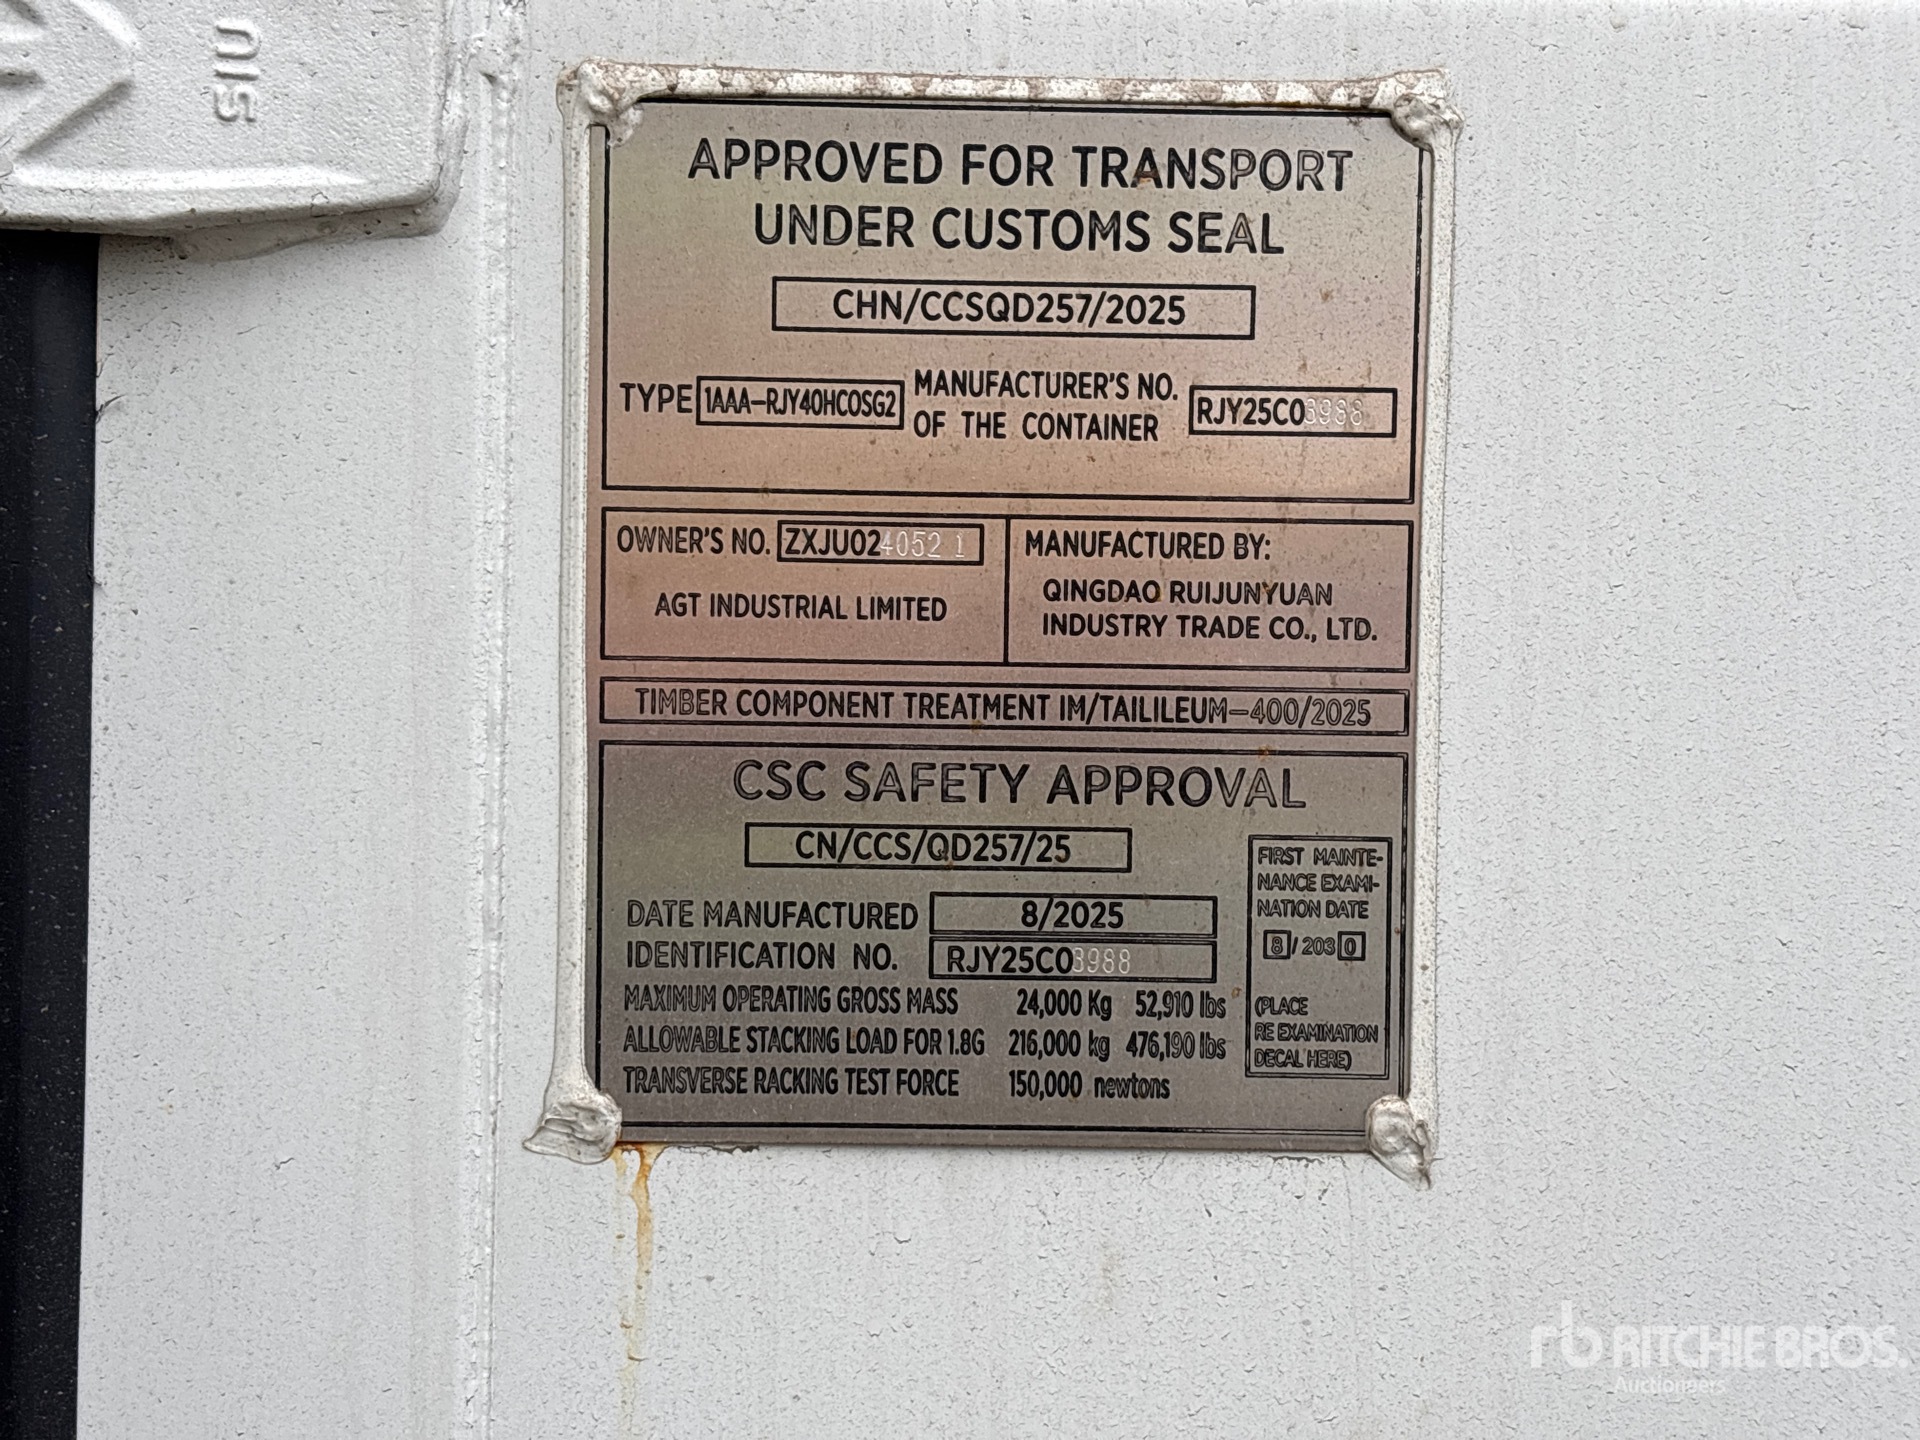 SIU
APPROVED FOR TRANSPORT
UNDER CUSTOMS SEAL
CHN/CCSQD257/2025
TYPE 1AAA-RJY40HCOSG2 MANUFACTURER'S NO. OF THE CONTAINER RJY25C03988
OWNER'S NO. ZXJU024052 1
AGT INDUSTRIAL LIMITED
MANUFACTURED BY:
QINGDAO RUIJUNYUAN
INDUSTRY TRADE CO., LTD.
TIMBER COMPONENT TREATMENT IM/TAILILEUM-400/2025
CSC SAFETY APPROVAL
CN/CCS/QD257/25
DATE MANUFACTURED 8/2025
IDENTIFICATION NO. RJY25C03988
MAXIMUM OPERATING GROSS MASS 24,000 Kg 52,910 lbs
ALLOWABLE STACKING LOAD FOR 1.8G 216,000 kg 476,190 lbs
TRANSVERSE RACKING TEST FORCE 150,000 newtons
FIRST MAINTE-
NANCE EXAMI-
NATION DATE
8/2030
(PLACE
RE EXAMINATION
DECAL HERE)
rb RITCHIE BROS.
Auctioneers